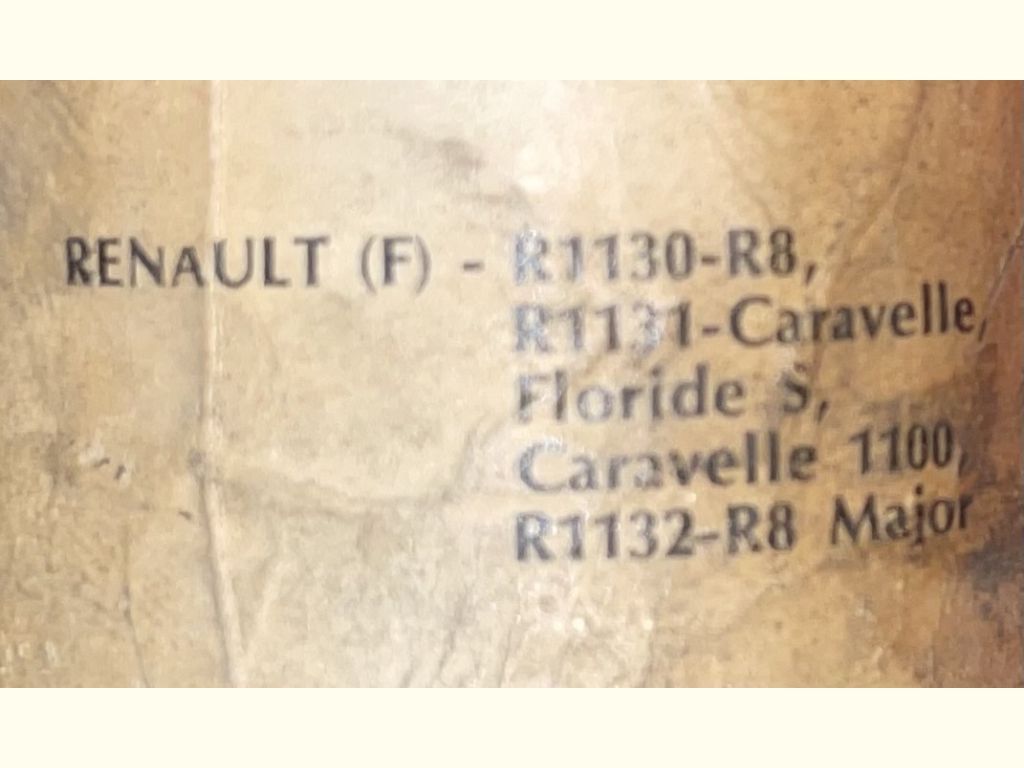 RENAULT (F) - R1130-R8,
R1131-Caravelle,
Floride S,
Caravelle 1100,
R1132-R8 Major